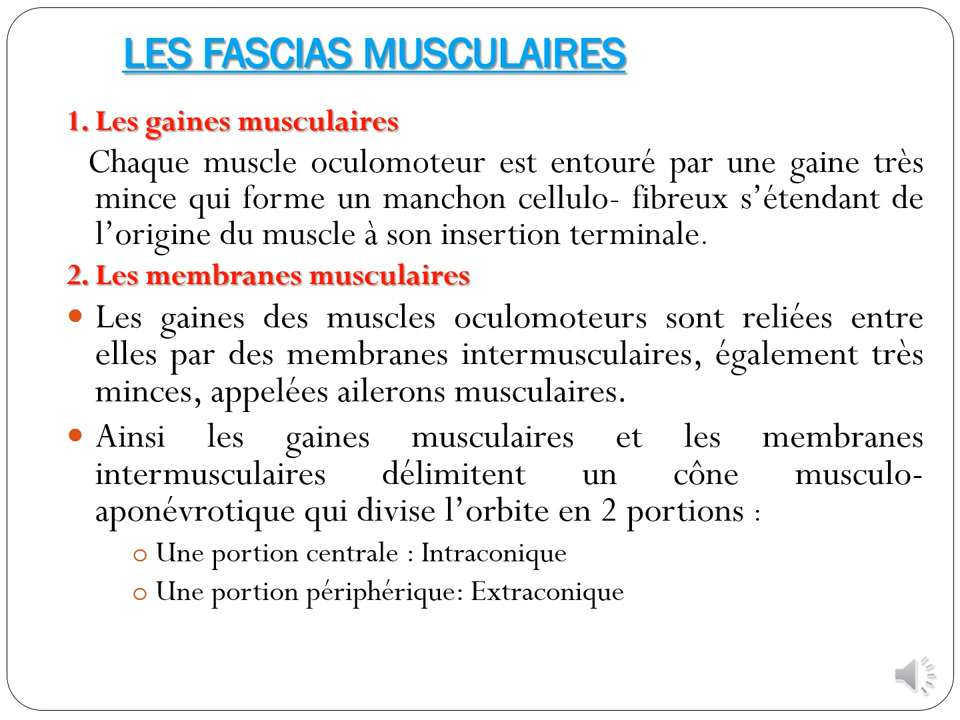 LES FASCIAS MUSCULAIRES
1. Les gaines musculaires
Chaque muscle oculomoteur est entouré par une gaine très
mince qui forme un manchon cellulo- fibreux s’étendant de
l’origine du muscle à son insertion terminale.
2. Les membranes musculaires
• Les gaines des muscles oculomoteurs sont reliées entre
elles par des membranes intermusculaires, également très
minces, appelées ailerons musculaires.
• Ainsi les gaines musculaires et les membranes
intermusculaires délimitent un cône musculo-
aponévrotique qui divise l’orbite en 2 portions :
o Une portion centrale : Intraconique
o Une portion périphérique: Extraconique